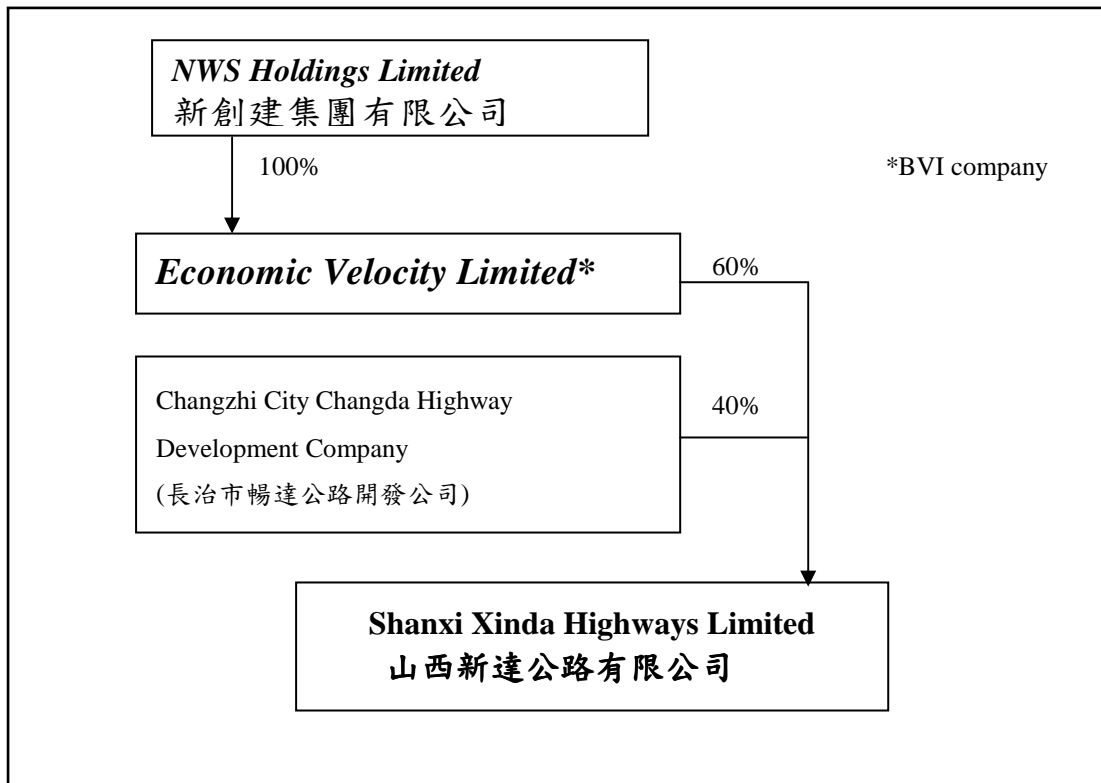 NWS Holdings Limited
新創建集團有限公司
100%
*BVI company
Economic Velocity Limited*
60%
Changzhi City Changda Highway
Development Company
(長治市暢達公路開發公司)
40%
Shanxi Xinda Highways Limited
山西新達公路有限公司